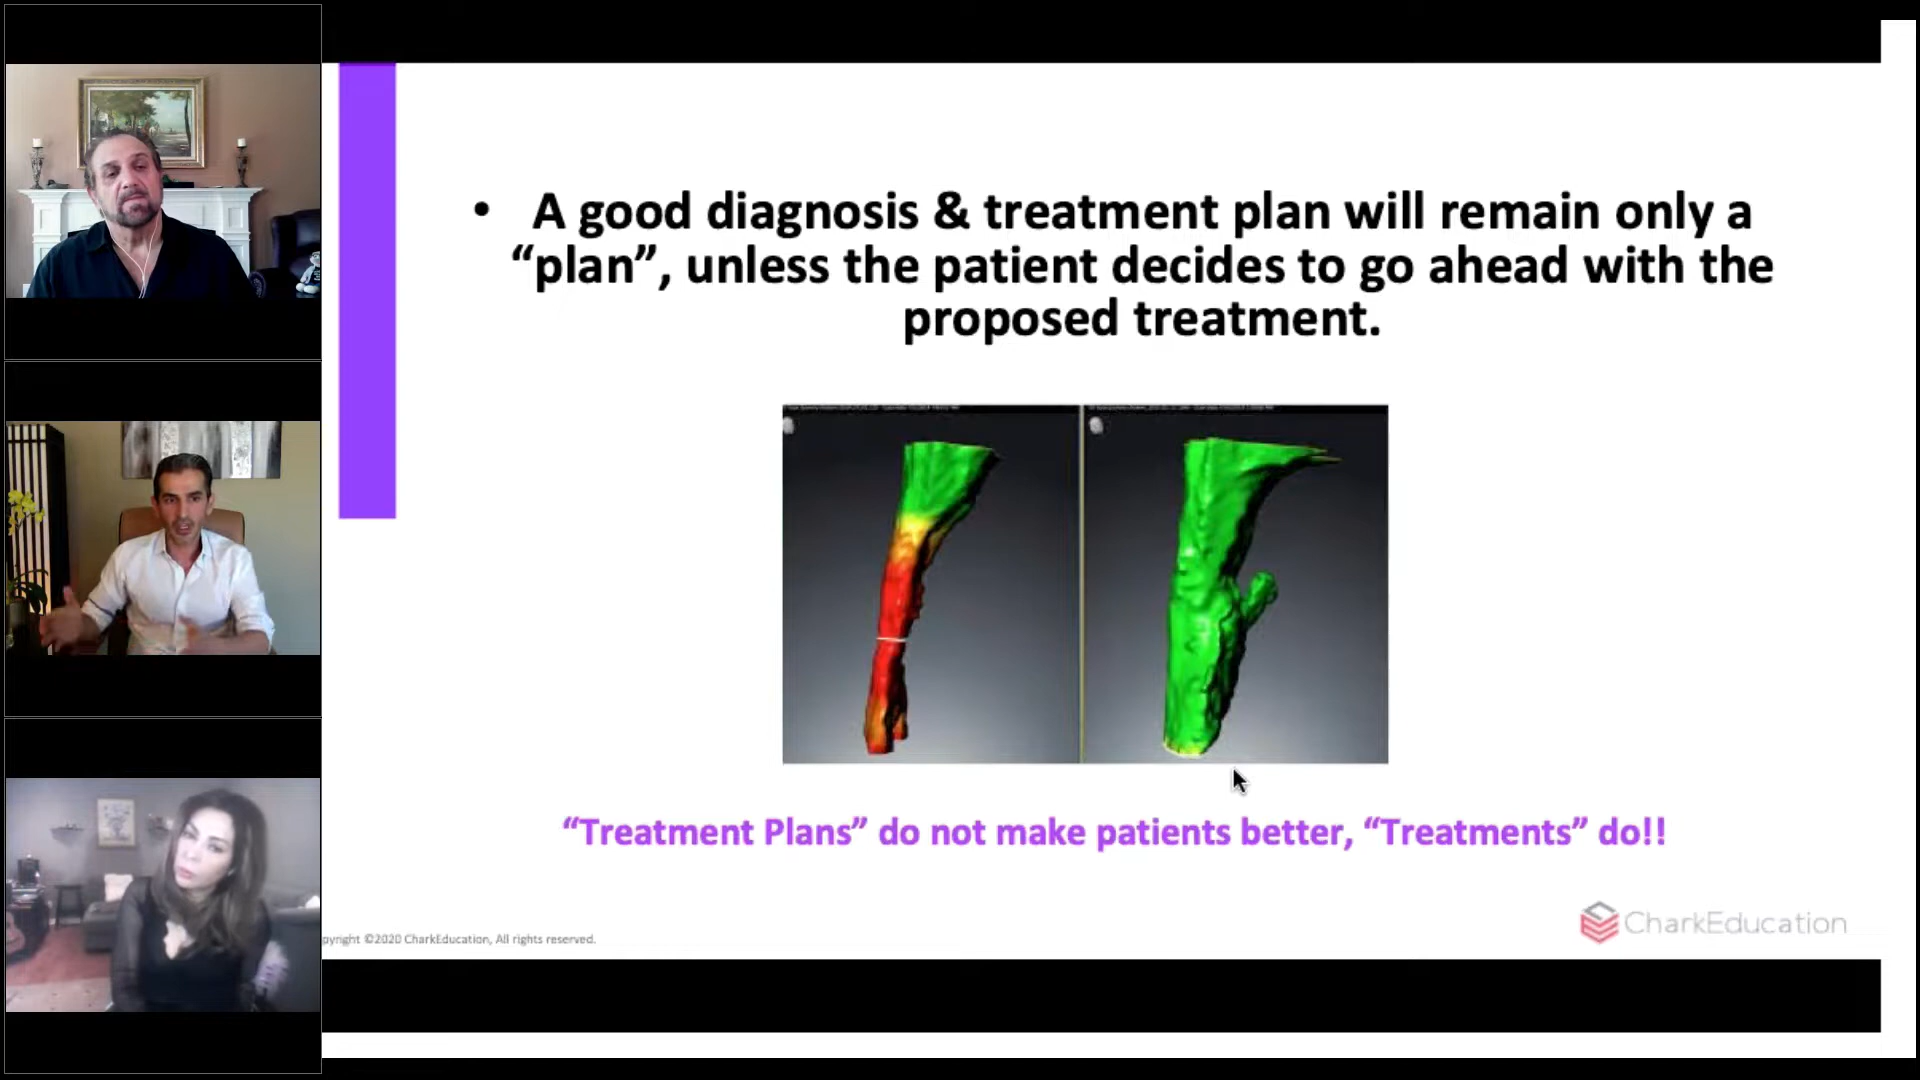 • A good diagnosis & treatment plan will remain only a
“plan”, unless the patient decides to go ahead with the
proposed treatment.
“Treatment Plans” do not make patients better, “Treatments” do!!
CharkEducation
pyright ©2020 CharkEducation, All rights reserved.